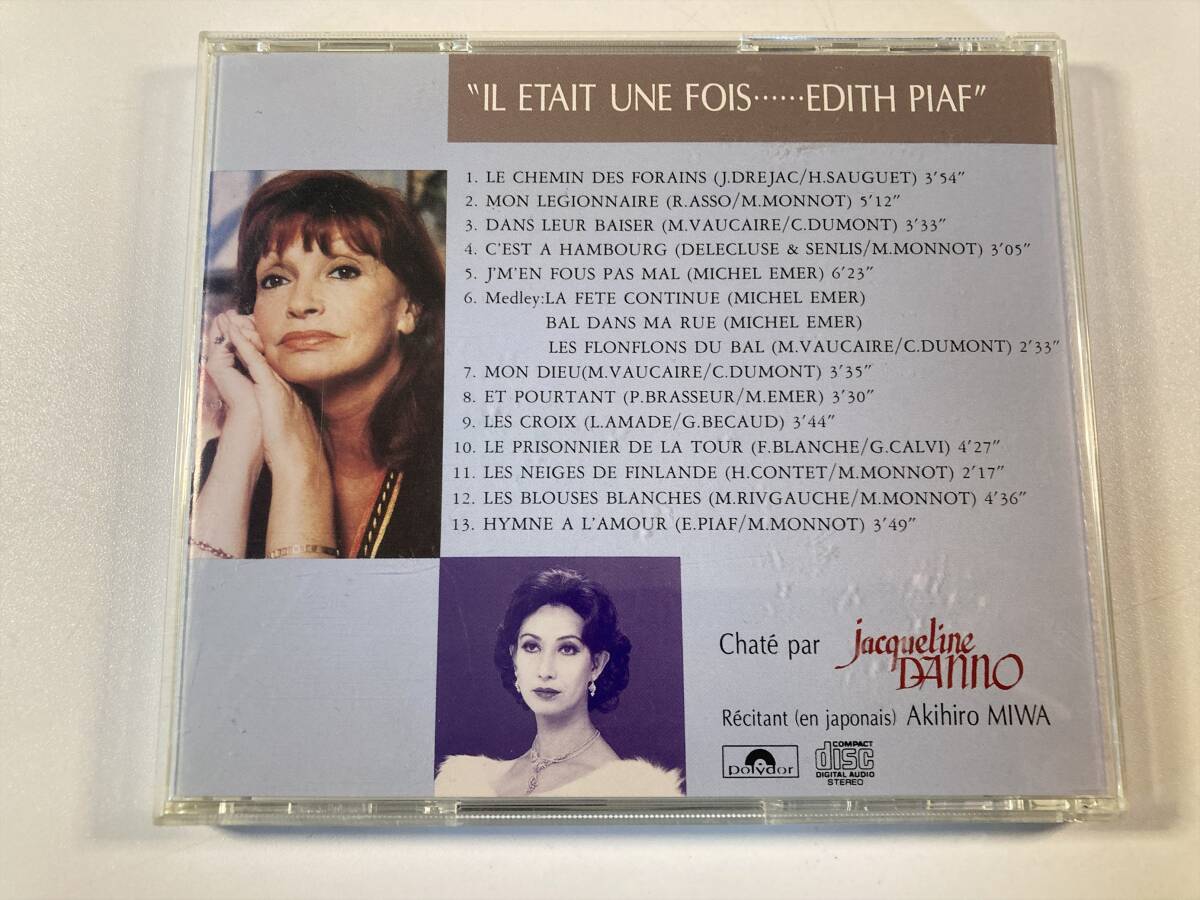 "IL ETAIT UNE FOIS······EDITH PIAF"
1. LE CHEMIN DES FORAINS (J.DREJAC/H.SAUGUET) 3'54"
2. MON LEGIONNAIRE (R.ASSO/M.MONNOT) 5'12"
3. DANS LEUR BAISER (M.VAUCAIRE/C.DUMONT) 3'33"
4. C'EST A HAMBOURG (DELECLUSE & SENLIS/M.MONNOT) 3'05"
5. J'M'EN FOUS PAS MAL (MICHEL EMER) 6'23"
6. Medley:LA FETE CONTINUE (MICHEL EMER)
BAL DANS MA RUE (MICHEL EMER)
LES FLONFLONS DU BAL (M.VAUCAIRE/C.DUMONT) 2'33"
7. MON DIEU(M.VAUCAIRE/C.DUMONT) 3'35"
8. ET POURTANT (P.BRASSEUR/M.EMER) 3'30"
9. LES CROIX (L.AMADE/G.BECAUD) 3'44"
10. LE PRISONNIER DE LA TOUR (F.BLANCHE/G.CALVI) 4'27"
11. LES NEIGES DE FINLANDE (H.CONTET/M.MONNOT) 2'17"
12. LES BLOUSES BLANCHES (M.RIVGAUCHE/M.MONNOT) 4'36"
13. HYMNE A L'AMOUR (E.PIAF/M.MONNOT) 3'49"
Chaté par Jacqueline DANNO
Récitant (en japonais) Akihiro MIWA
polydor
COMPACT disc DIGITAL AUDIO STEREO